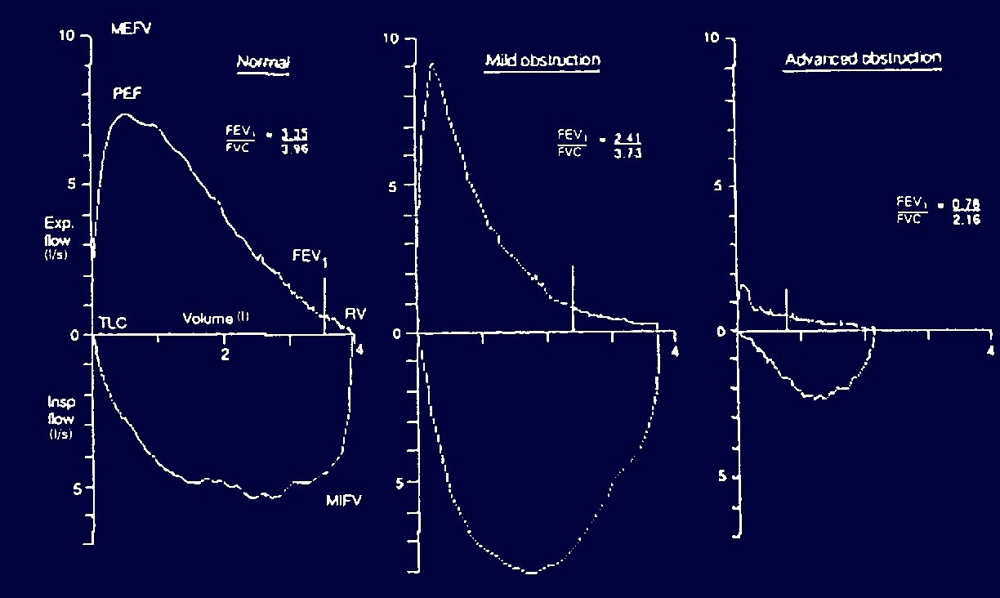 MEFV
Normal
PEF
FEV₁ =
FVC 3.96
10
5
Exp.
flow
(l/s)
FEV₁
TLC
Volume (l)
RV
0
2
4
Insp
flow
(l/s)
5
MIFV
Mild obstruction
10
FEV₁ = 2.41
FVC 3.73
5
0
4
5
Advanced obstruction
10
5
FEV₁ = 0.78
FVC 2.16
0
4
5